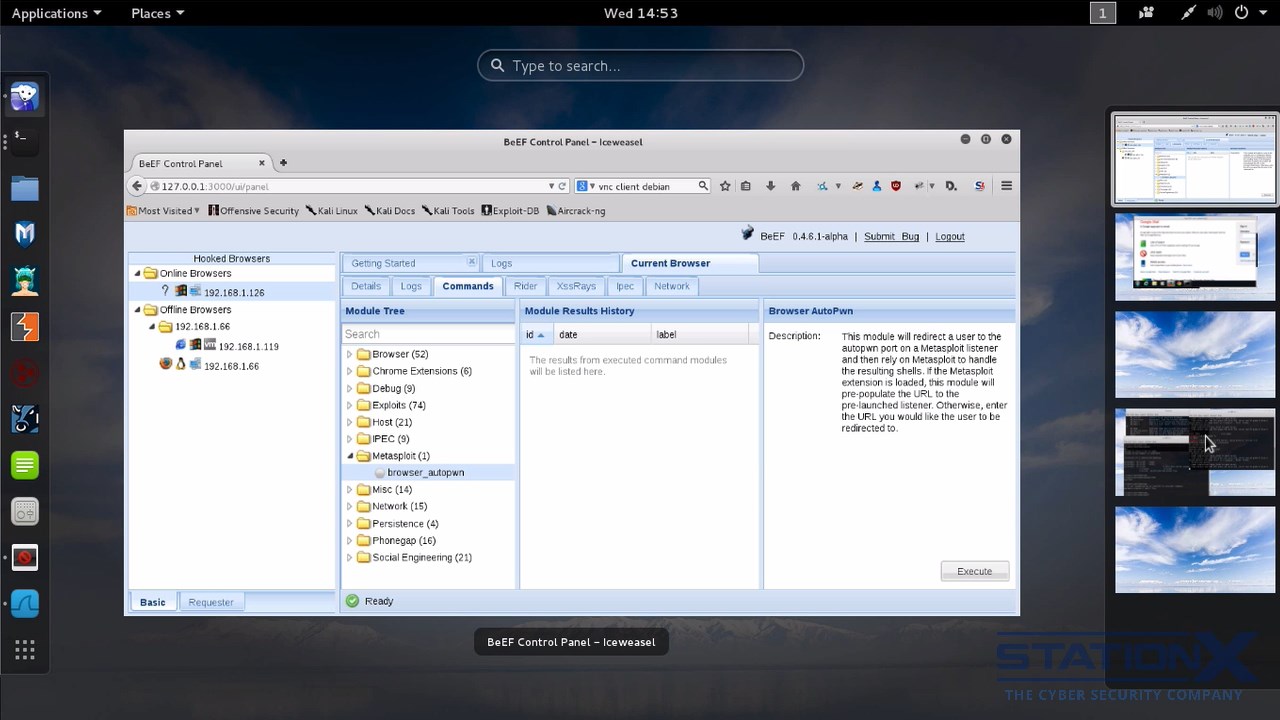 Applications Places Wed 14:53 1
Type to search...
BeEF Control Panel - Iceweasel
BeEF Control Panel
127.0.0.1:3000/ui/panel vnc client debian
Most Visited Offensive Security Kali Linux Kali Docs Kali Tools Exploit-DB Aircrack-ng
BeEF 0.4.6.1-alpha | Submit Bug | Logout
Hooked Browsers
Online Browsers
192.168.1.126
Offline Browsers
192.168.1.66
192.168.1.119
192.168.1.66
Basic Requester
Getting Started Logs Current Browser
Details Logs Commands Rider XssRays Ipec Network
Module Tree
Search
Browser (52)
Chrome Extensions (6)
Debug (9)
Exploits (74)
Host (21)
IPEC (9)
Metasploit (1)
browser_autopwn
Misc (14)
Network (15)
Persistence (4)
Phonegap (16)
Social Engineering (21)
Module Results History
id date label
The results from executed command modules
will be listed here.
Browser AutoPwn
Description: This module will redirect a user to the
autopwn port on a Metasploit listener
and then rely on Metasploit to handle
the resulting shells. If the Metasploit
extension is loaded, this module will
pre-populate the URL to the
pre-launched listener. Otherwise, enter
the URL you would like the user to be
redirected to.
Execute
Ready
BeEF Control Panel - Iceweasel
STATIONX
THE CYBER SECURITY COMPANY